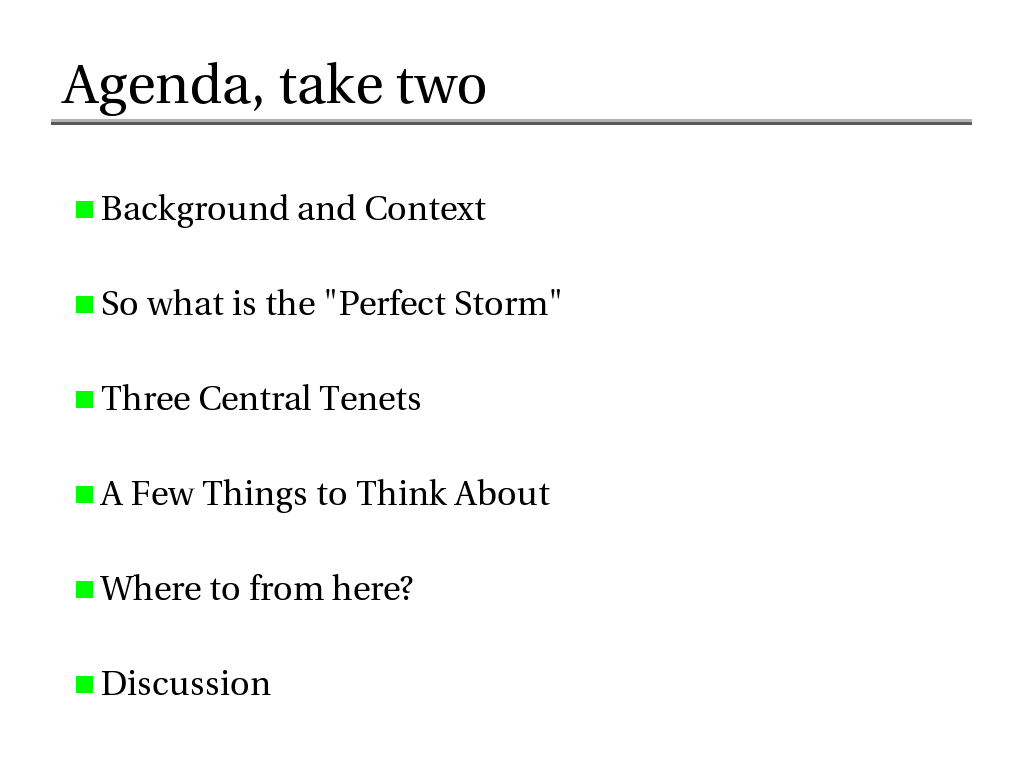 Agenda, take two
Background and Context
So what is the "Perfect Storm"
Three Central Tenets
A Few Things to Think About
Where to from here?
Discussion